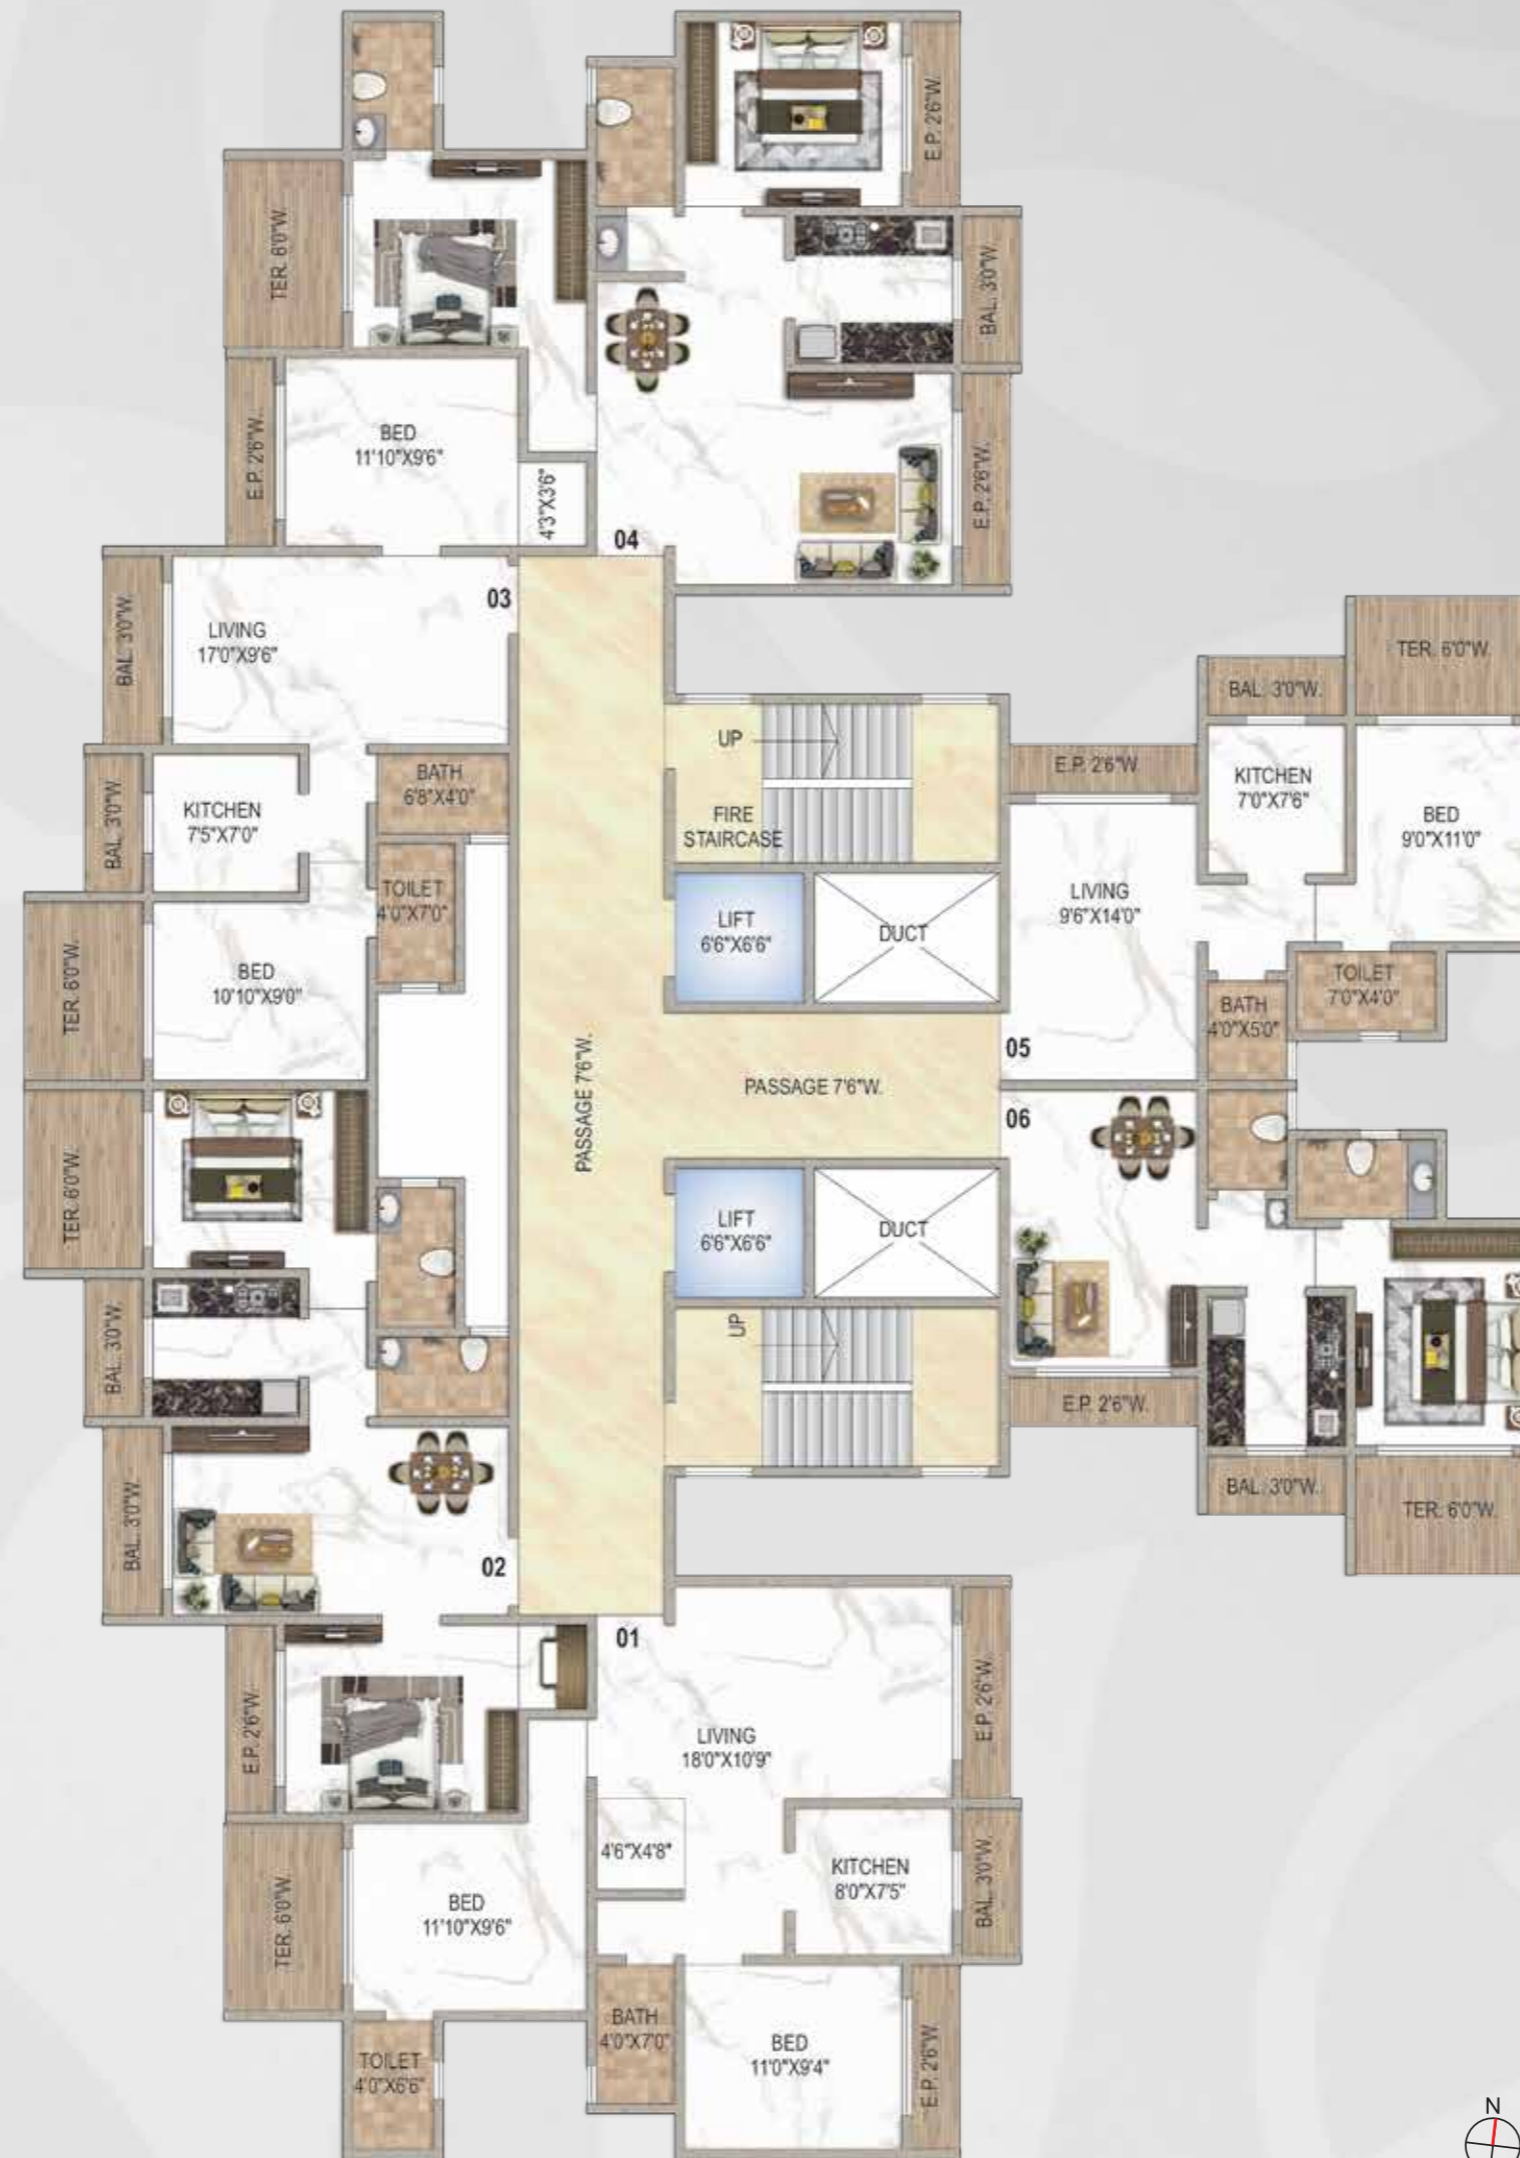 E.P. 2'6"W.
TER. 6'0"W.
BAL. 3'0"W.
E.P. 2'6"W.
BED
11'10"X9'6"
4'3"X3'6"
E.P. 2'6"W.
04
03
BAL. 3'0"W.
LIVING
17'0"X9'6"
TER. 6'0"W.
BAL. 3'0"W.
UP
FIRE
STAIRCASE
E.P. 2'6"W.
KITCHEN
7'0"X7'6"
BED
9'0"X11'0"
BATH
6'8"X4'0"
BAL. 3'0"W.
KITCHEN
7'5"X7'0"
TOILET
4'0"X7'0"
LIFT
6'6"X6'6"
DUCT
LIVING
9'6"X14'0"
TER. 6'0"W.
BED
10'10"X9'0"
TOILET
7'0"X4'0"
BATH
4'0"X5'0"
05
PASSAGE 7'6"W.
PASSAGE 7'6"W.
06
TER. 6'0"W.
LIFT
6'6"X6'6"
DUCT
BAL. 3'0"W.
UP
E.P. 2'6"W.
BAL. 3'0"W.
TER. 6'0"W.
BAL. 3'0"W.
02
01
E.P. 2'6"W.
E.P. 2'6"W.
LIVING
18'0"X10'9"
4'6"X4'8"
KITCHEN
8'0"X7'5"
BAL. 3'0"W.
TER. 6'0"W.
BED
11'10"X9'6"
BATH
4'0"X7'0"
BED
11'0"X9'4"
E.P. 2'6"W.
TOILET
4'0"X6'6"
N